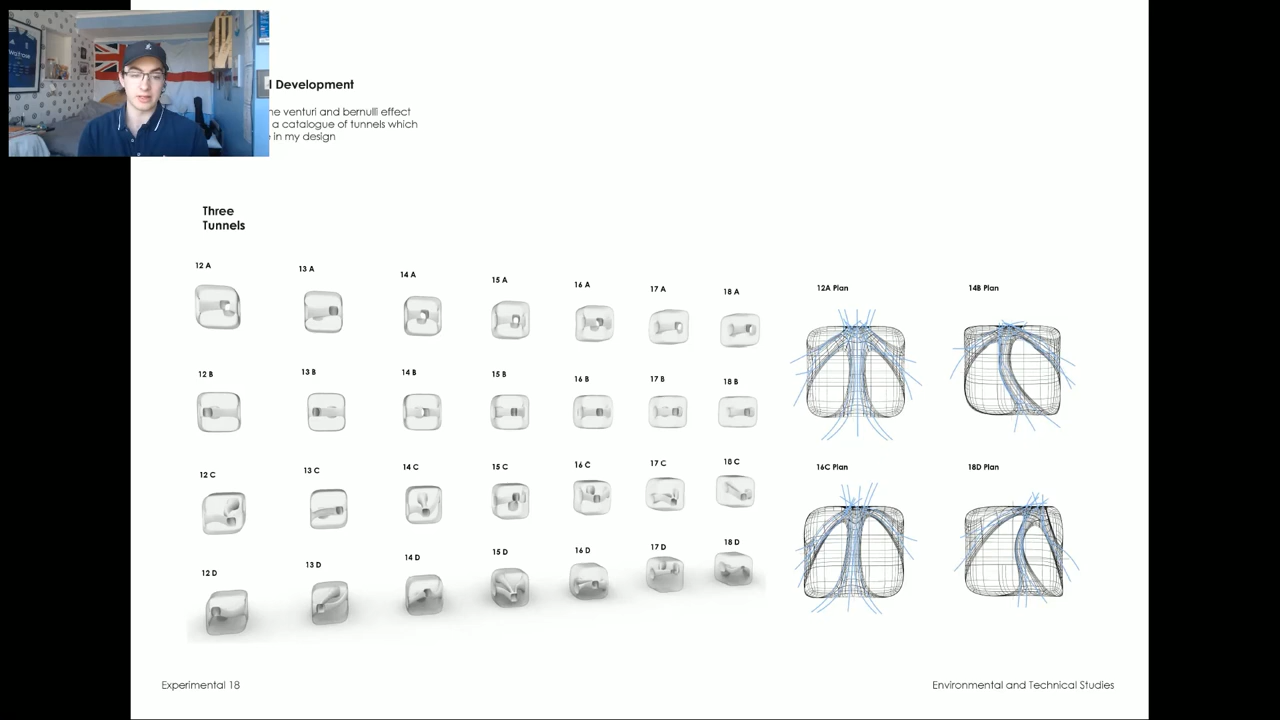 l Development
he venturi and bernulli effect
a catalogue of tunnels which
in my design
Three
Tunnels
12 A
13 A
14 A
15 A
16 A
17 A
18 A
12A Plan
14B Plan
12 B
13 B
14 B
15 B
16 B
17 B
18 B
12 C
13 C
14 C
15 C
16 C
17 C
18 C
16C Plan
18D Plan
12 D
13 D
14 D
15 D
16 D
17 D
18 D
Experimental 18
Environmental and Technical Studies